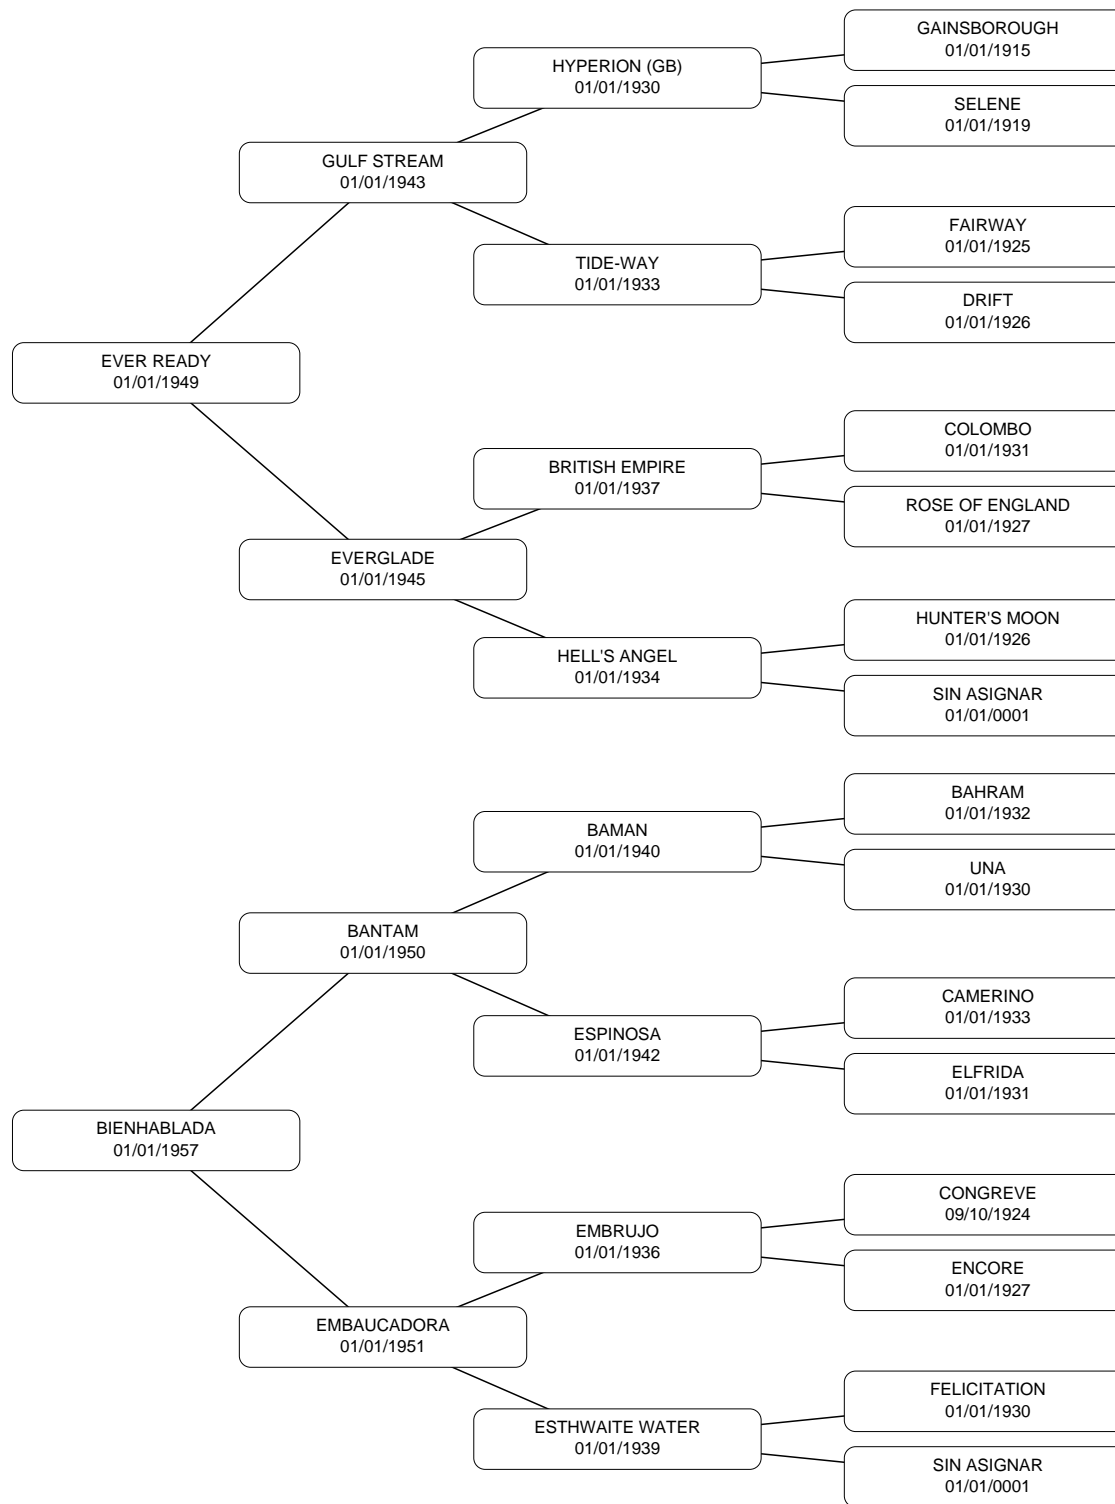 GAINSBOROUGH
01/01/1915
HYPERION (GB)
01/01/1930
SELENE
01/01/1919
GULF STREAM
01/01/1943
FAIRWAY
01/01/1925
TIDE-WAY
01/01/1933
DRIFT
01/01/1926
EVER READY
01/01/1949
COLOMBO
01/01/1931
BRITISH EMPIRE
01/01/1937
ROSE OF ENGLAND
01/01/1927
EVERGLADE
01/01/1945
HUNTER'S MOON
01/01/1926
HELL'S ANGEL
01/01/1934
SIN ASIGNAR
01/01/0001
BAHRAM
01/01/1932
BAMAN
01/01/1940
UNA
01/01/1930
BANTAM
01/01/1950
CAMERINO
01/01/1933
ESPINOSA
01/01/1942
ELFRIDA
01/01/1931
BIENHABLADA
01/01/1957
CONGREVE
09/10/1924
EMBRUJO
01/01/1936
ENCORE
01/01/1927
EMBAUCADORA
01/01/1951
FELICITATION
01/01/1930
ESTHWAITE WATER
01/01/1939
SIN ASIGNAR
01/01/0001